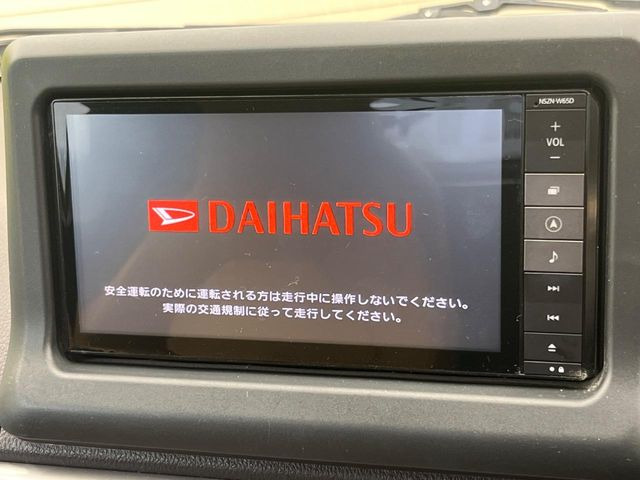 NSZN-W65D
+
VOL
−
DAIHATSU
安全運転のために運転される方は走行中に操作しないでください。
実際の交通規制に従って走行してください。